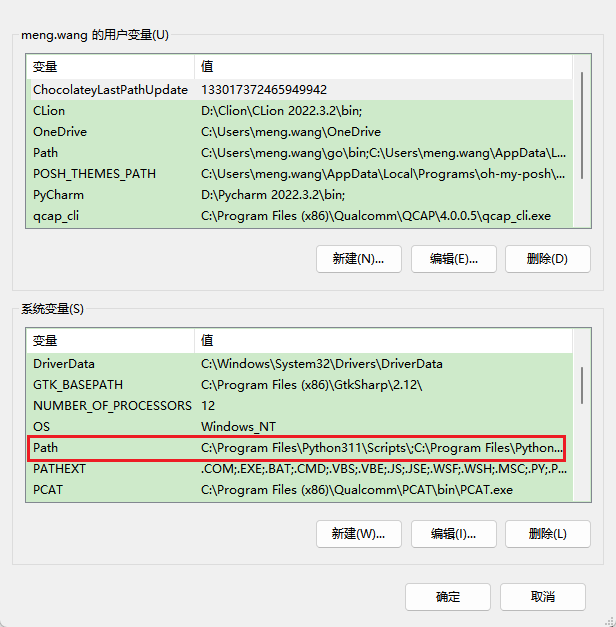 meng.wang 的用户变量(U)
变量 值
ChocolateyLastPathUpdate 133017372465949942
CLion D:\Clion\CLion 2022.3.2\bin;
OneDrive C:\Users\meng.wang\OneDrive
Path C:\Users\meng.wang\go\bin;C:\Users\meng.wang\AppData\L...
POSH_THEMES_PATH C:\Users\meng.wang\AppData\Local\Programs\oh-my-posh\...
PyCharm D:\Pycharm 2022.3.2\bin;
qcap_cli C:\Program Files (x86)\Qualcomm\QCAP\4.0.0.5\qcap_cli.exe
新建(N)... 编辑(E)... 删除(D)
系统变量(S)
变量 值
DriverData C:\Windows\System32\Drivers\DriverData
GTK_BASEPATH C:\Program Files (x86)\GtkSharp\2.12\
NUMBER_OF_PROCESSORS 12
OS Windows_NT
Path C:\Program Files\Python311\Scripts\;C:\Program Files\Python...
PATHEXT .COM;.EXE;.BAT;.CMD;.VBS;.VBE;.JS;.JSE;.WSF;.WSH;.MSC;.PY;.P...
PCAT C:\Program Files (x86)\Qualcomm\PCAT\bin\PCAT.exe
新建(W)... 编辑(I)... 删除(L)
确定 取消